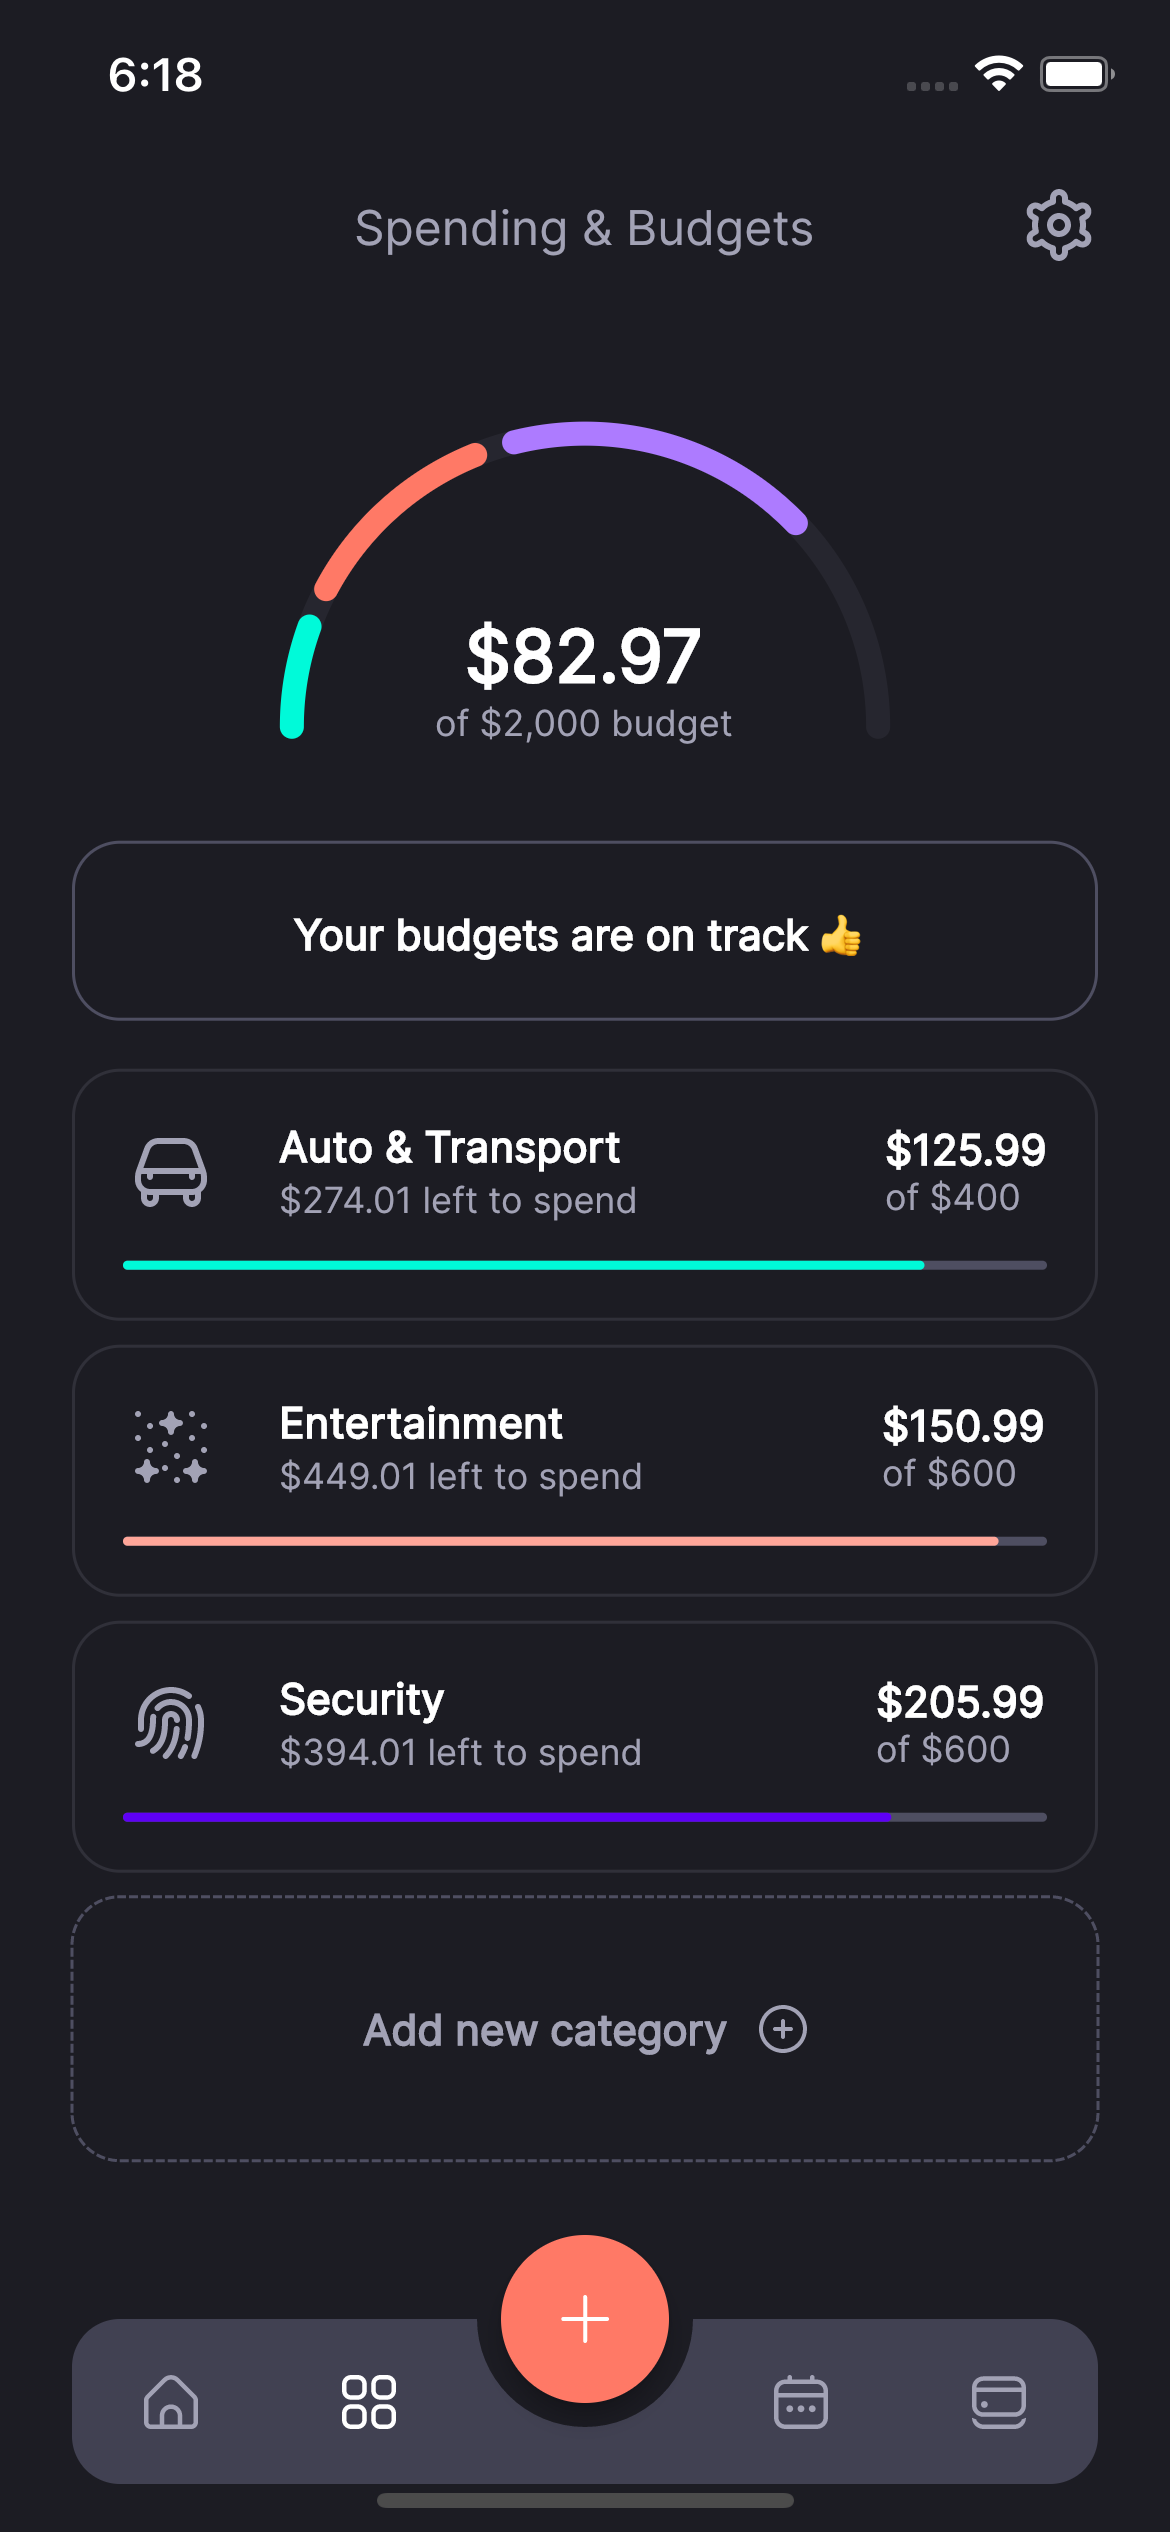 6:18
Spending & Budgets
$82.97
of $2,000 budget
Your budgets are on track 👍
Auto & Transport
$125.99
$274.01 left to spend
of $400
Entertainment
$150.99
$449.01 left to spend
of $600
Security
$205.99
$394.01 left to spend
of $600
Add new category